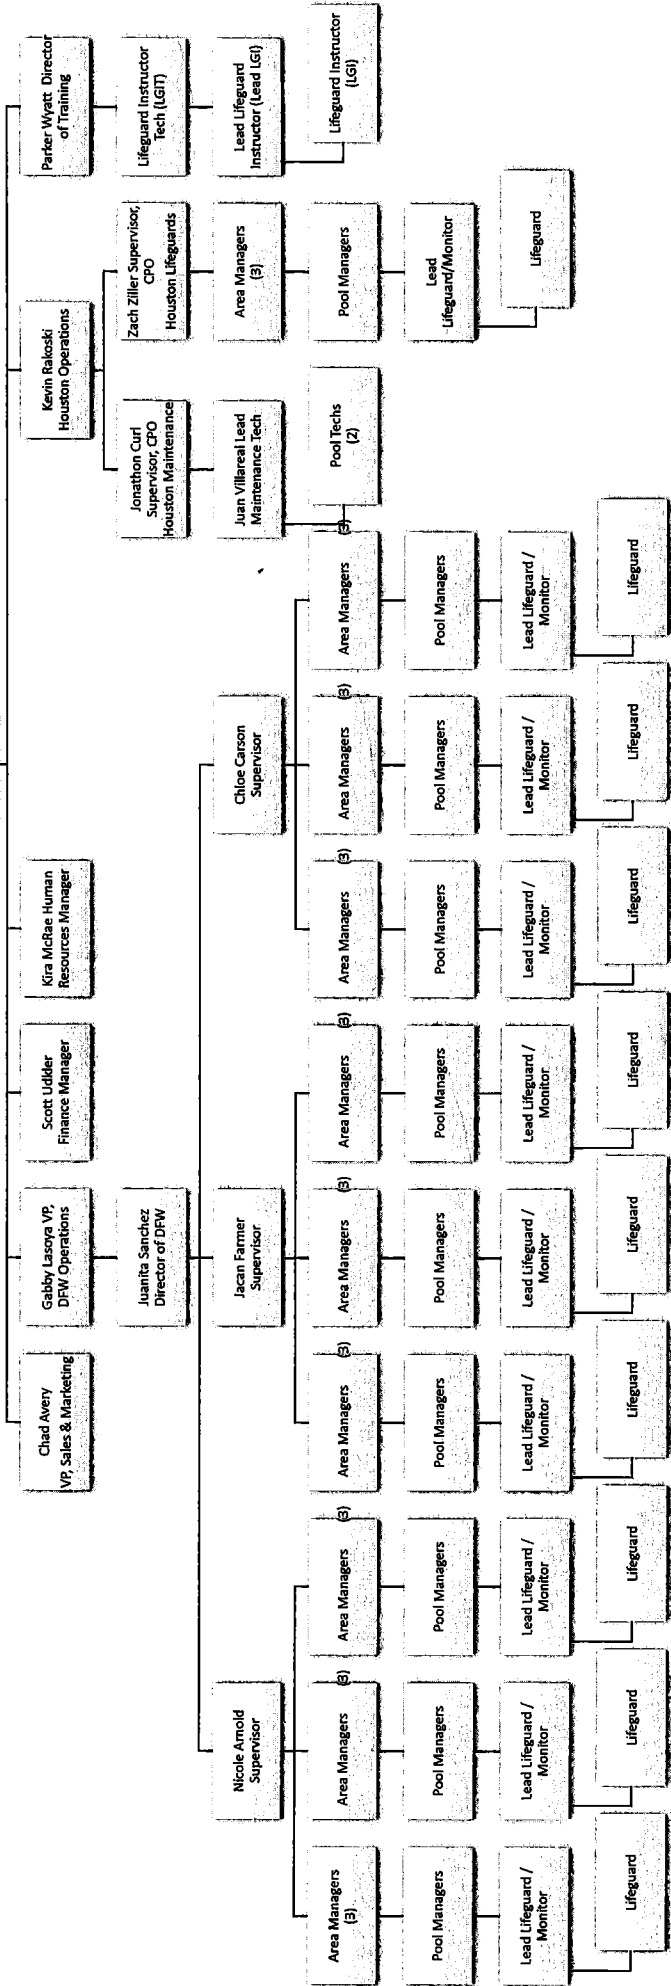 Chad Avery
VP, Sales & Marketing
Gabby Lasoya VP,
DFW Operations
Scott
Finance Manager
Kira McRae Human
Resources Manager
Kevin Rakoski
Houston Operations
Parker Wyatt Director
of Training
Juanita Sanchez
Director of DFW
Jonathon Curl
Supervisor, CPO
Houston Maintenance
Zach Ziller Supervisor,
CPO
Houston Lifeguards
Lifeguard Instructor
Tech (LGIT)
Nicole Arnold
Supervisor
Jacan Farmer
Supervisor
Chloe Carson
Supervisor
Juan Villareal Lead
Maintenance Tech
Area Managers
(3)
Lead Lifeguard
Instructor (Lead LGI)
Area Managers
(3)
Area Managers
(3)
Area Managers
(3)
Area Managers
(3)
Area Managers
(3)
Area Managers
(3)
Area Managers
(3)
Area Managers
(3)
Area Managers
(3)
Pool Techs
(2)
Pool Managers
Lifeguard Instructor
(LGI)
Pool Managers
Pool Managers
Pool Managers
Pool Managers
Pool Managers
Pool Managers
Pool Managers
Pool Managers
Pool Managers
Lead
Lifeguard/Monitor
Lead Lifeguard /
Monitor
Lead Lifeguard /
Monitor
Lead Lifeguard /
Monitor
Lead Lifeguard /
Monitor
Lead Lifeguard /
Monitor
Lead Lifeguard /
Monitor
Lead Lifeguard /
Monitor
Lead Lifeguard /
Monitor
Lead Lifeguard /
Monitor
Lifeguard
Lifeguard
Lifeguard
Lifeguard
Lifeguard
Lifeguard
Lifeguard
Lifeguard
Lifeguard
Lifeguard